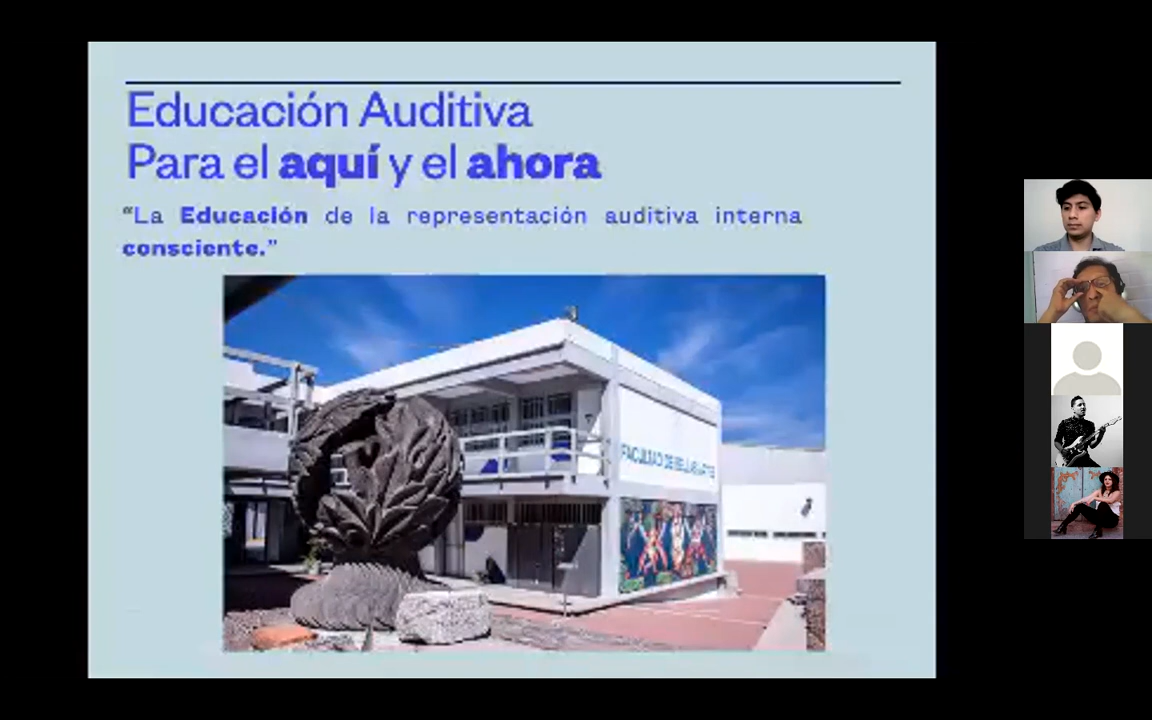 Educación Auditiva
Para el aquí y el ahora
“La Educación de la representación auditiva interna
consciente.”
FACULTAD DE BELLAS ARTES